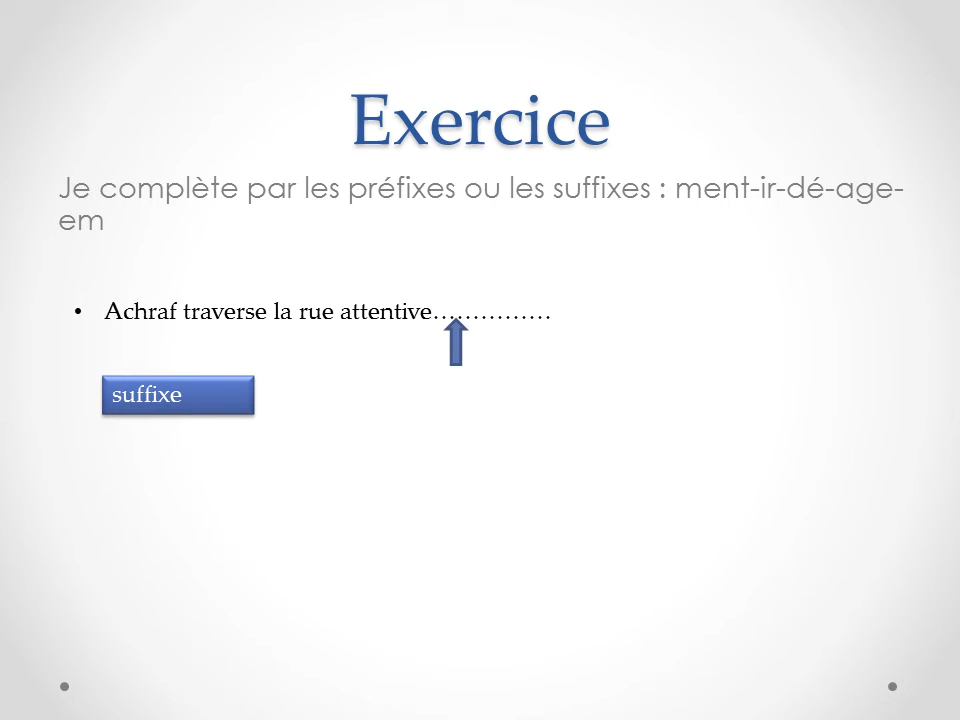 Exercice
Je complète par les préfixes ou les suffixes : ment-ir-dé-age-
em
• Achraf traverse la rue attentive……………
suffixe